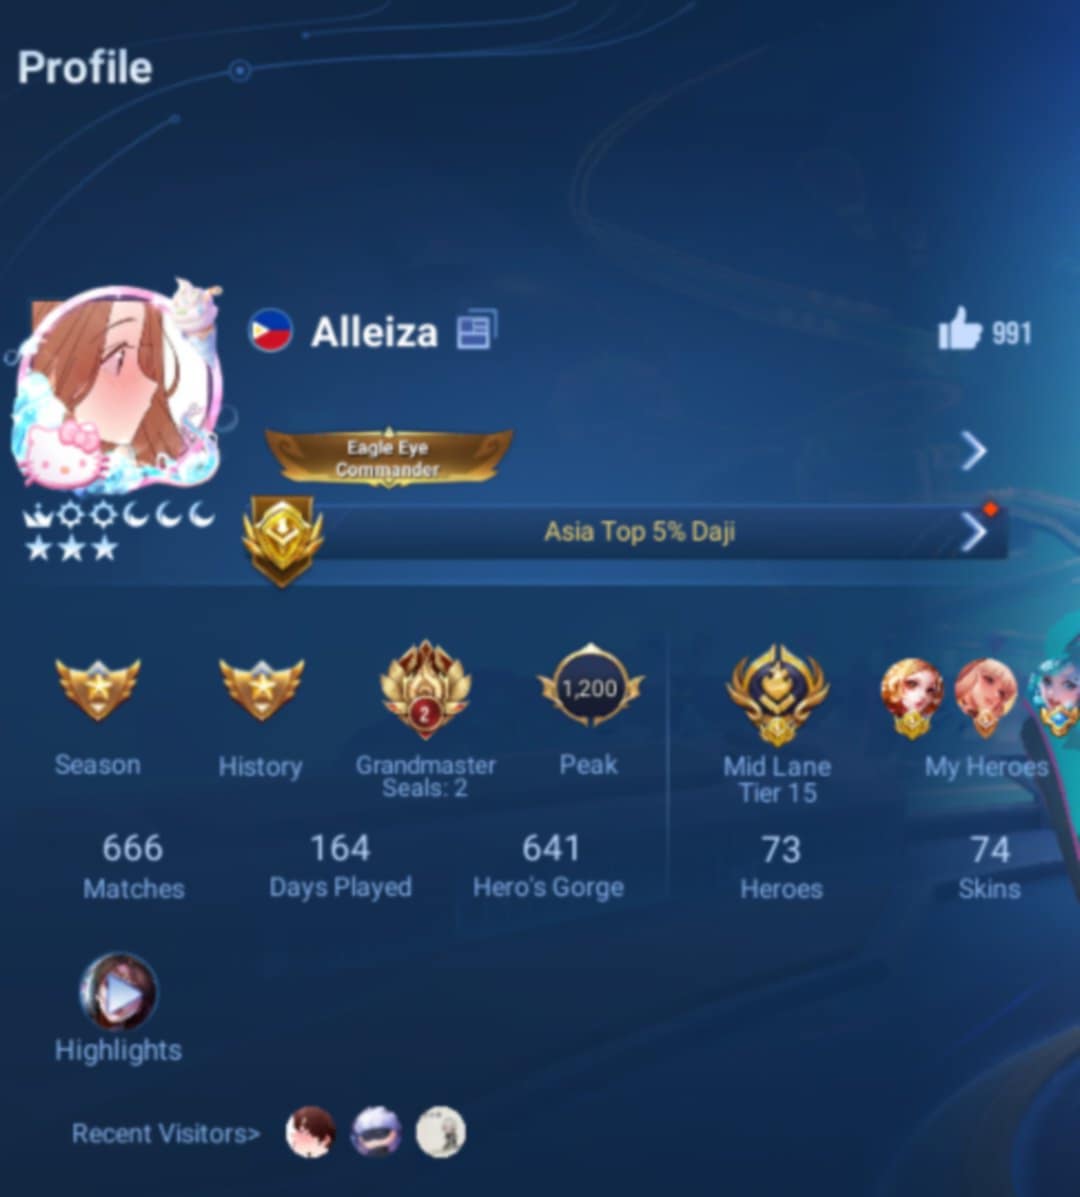 Profile
Alleiza
991
Eagle Eye
Commander
Asia Top 5% Daji
2
1,200
Season
History
Grandmaster
Seals: 2
Peak
Mid Lane
Tier 15
My Heroes
666
164
641
73
74
Matches
Days Played
Hero's Gorge
Heroes
Skins
Highlights
Recent Visitors>